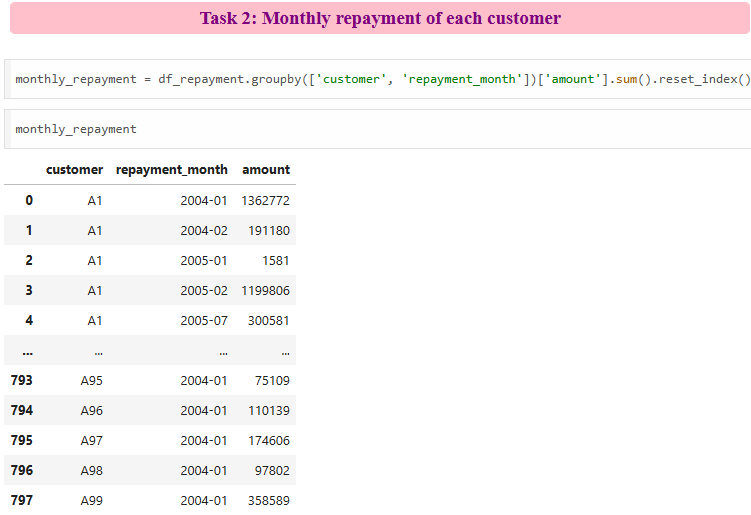 Task 2: Monthly repayment of each customer
monthly_repayment = df_repayment.groupby(['customer', 'repayment_month'])['amount'].sum().reset_index()
monthly_repayment
customer repayment_month amount
0 A1 2004-01 1362772
1 A1 2004-02 191180
2 A1 2005-01 1581
3 A1 2005-02 1199806
4 A1 2005-07 300581
... ... ... ...
793 A95 2004-01 75109
794 A96 2004-01 110139
795 A97 2004-01 174606
796 A98 2004-01 97802
797 A99 2004-01 358589